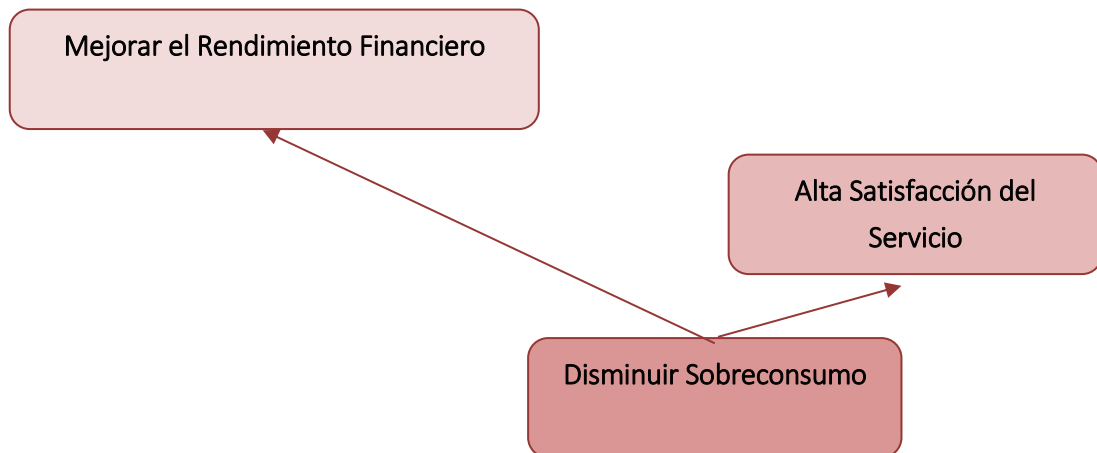 Mejorar el Rendimiento Financiero
Alta Satisfacción del
Servicio
Disminuir Sobreconsumo